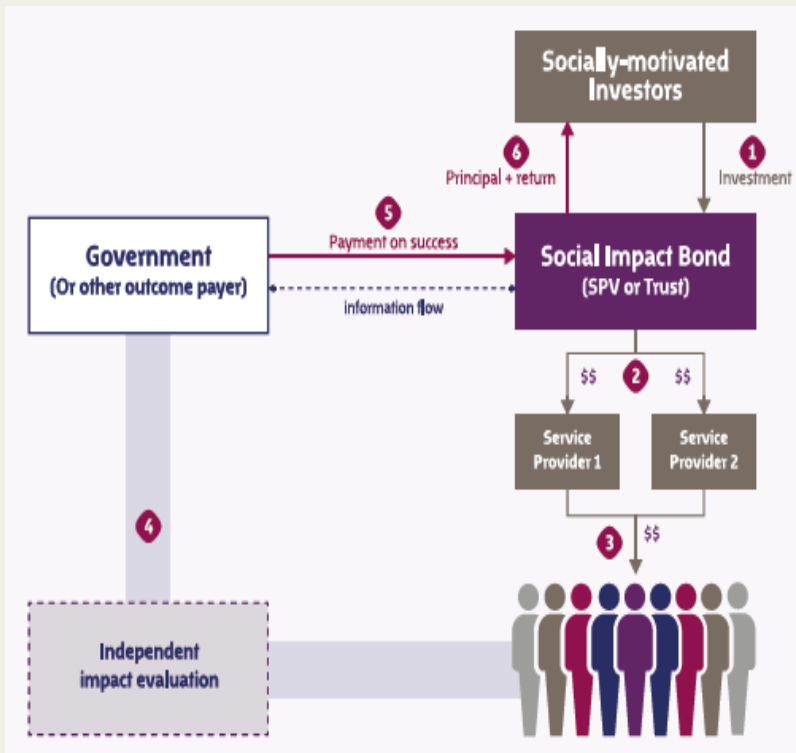 Socially-motivated
Investors
6
1
Principal + return
Investment
5
Payment on success
Government
(Or other outcome payer)
Social Impact Bond
(SPV or Trust)
information flow
$$
2
$$
Service
Provider 1
Service
Provider 2
4
3
$$
Independent
impact evaluation